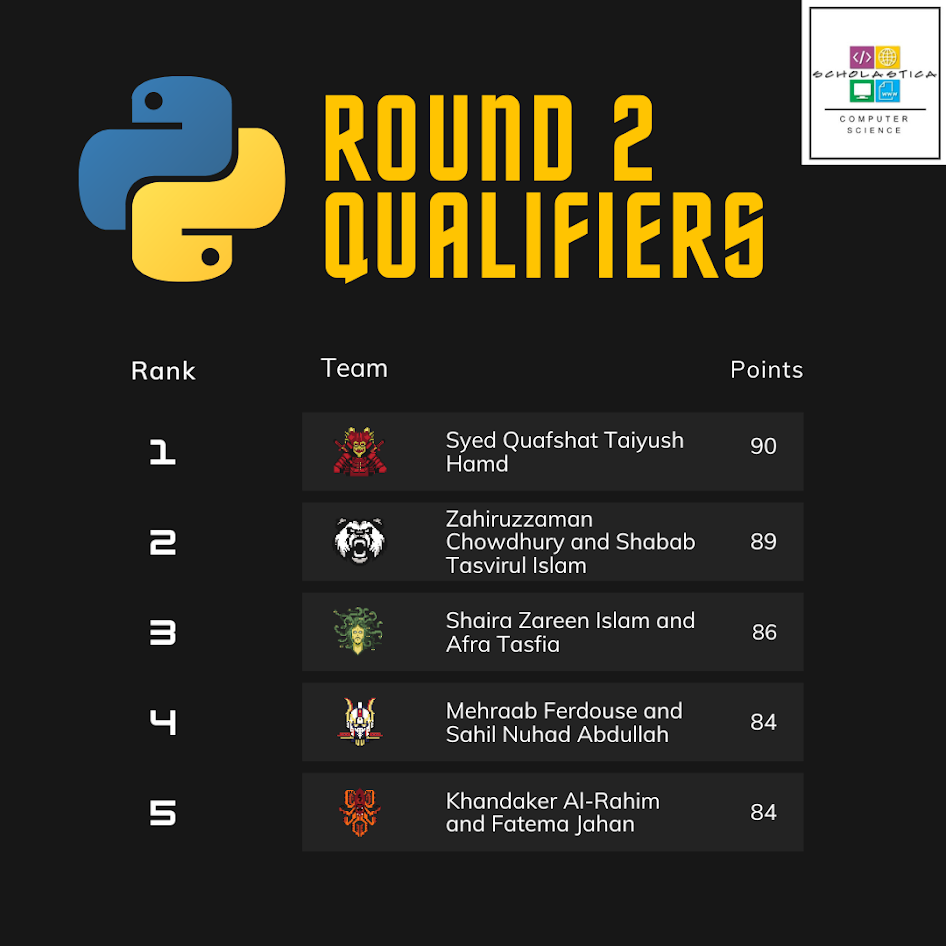 SCHOLASTICA
</>
WWW
COMPUTER
SCIENCE
ROUND 2
QUALIFIERS
Rank Team Points
1 Syed Quafshat Taiyush
Hamd 90
2 Zahiruzzaman
Chowdhury and Shabab
Tasvirul Islam 89
3 Shaira Zareen Islam and
Afra Tasfia 86
4 Mehraab Ferdouse and
Sahil Nuhad Abdullah 84
5 Khandaker Al-Rahim
and Fatema Jahan 84